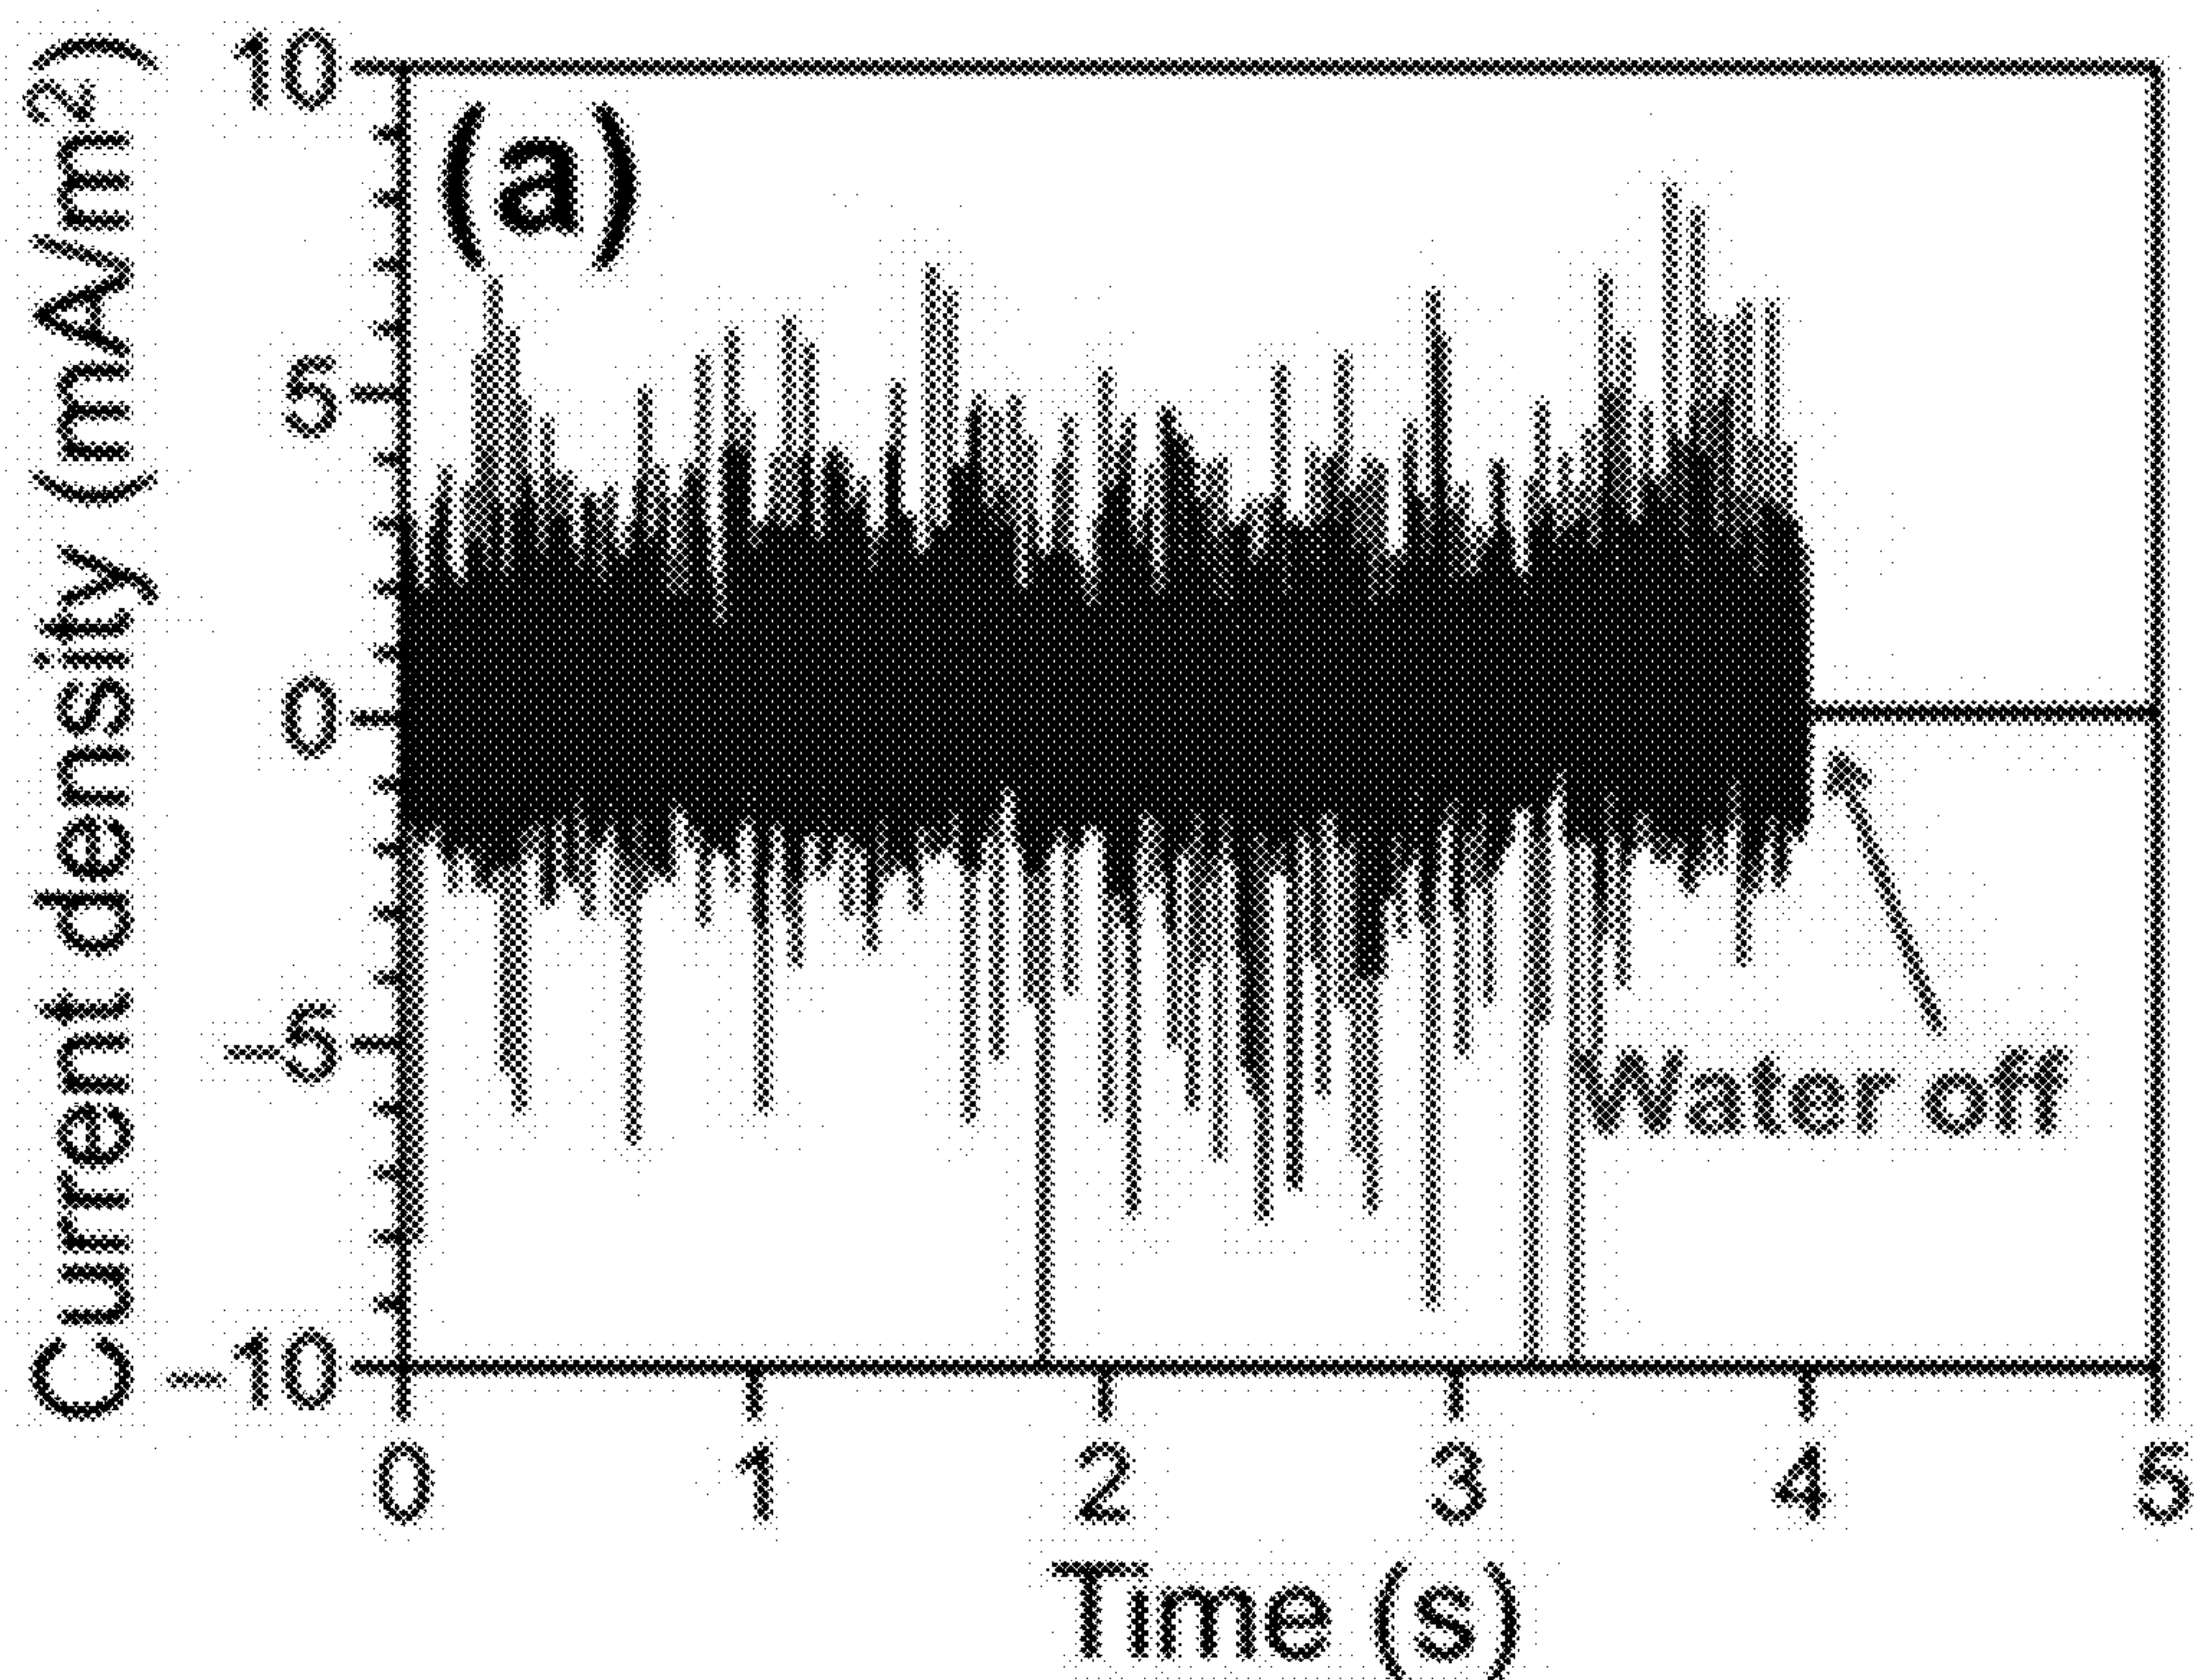 Current density (mA/m²)
10
5
0
–5
–10
(a)
Water off
0 1 2 3 4 5
Time (s)